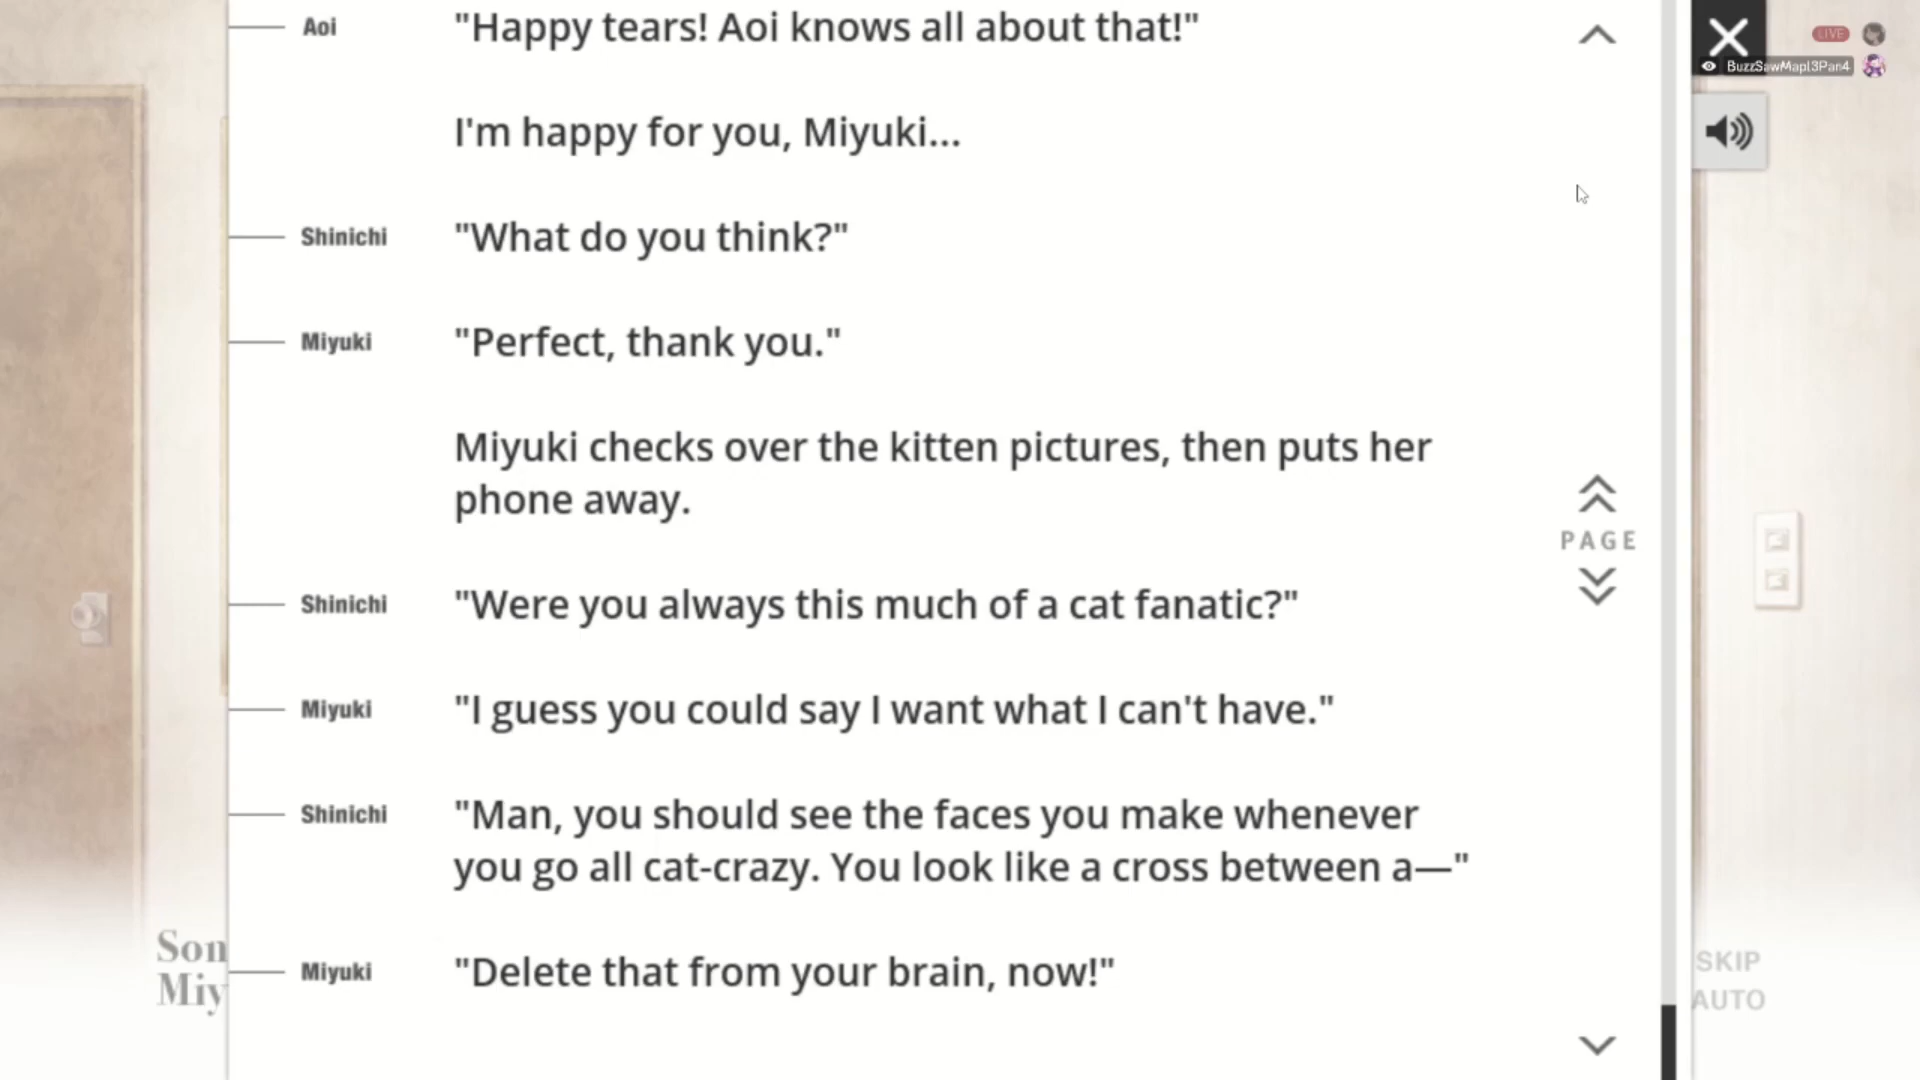 Aoi "Happy tears! Aoi knows all about that!"
I'm happy for you, Miyuki...
Shinichi "What do you think?"
Miyuki "Perfect, thank you."
Miyuki checks over the kitten pictures, then puts her
phone away.
Shinichi "Were you always this much of a cat fanatic?"
Miyuki "I guess you could say I want what I can't have."
Shinichi "Man, you should see the faces you make whenever
you go all cat-crazy. You look like a cross between a—"
Miyuki "Delete that from your brain, now!"
PAGE
LIVE
BuzzSawMapl3Pan4
Son
Miy
SKIP
AUTO